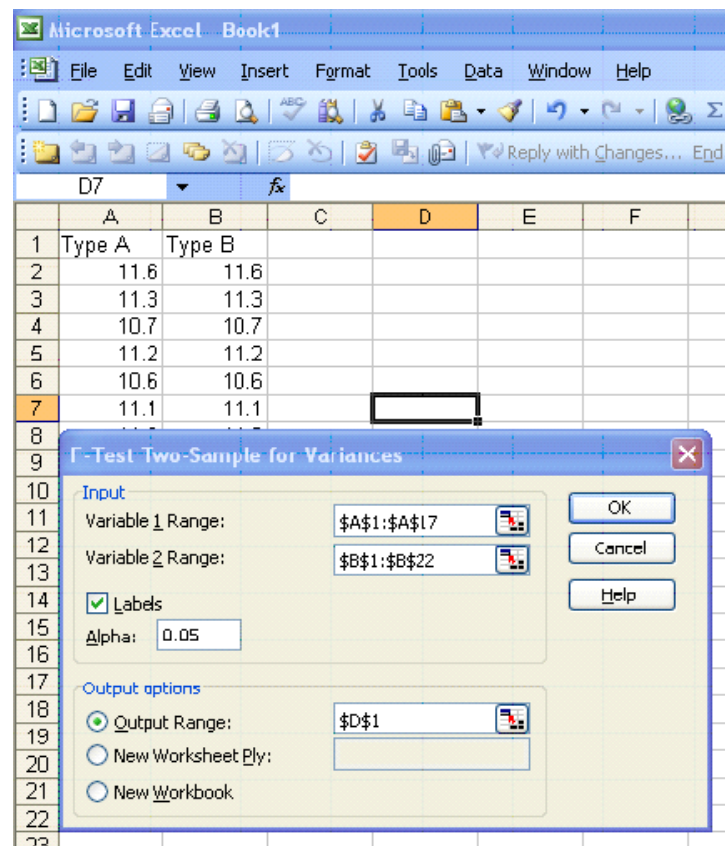 Microsoft Excel Book1
File Edit View Insert Format Tools Data Window Help
ABC Σ
Reply with Changes... End
D7 fx
A B C D E F
1 Type A Type B
2 11.6 11.6
3 11.3 11.3
4 10.7 10.7
5 11.2 11.2
6 10.6 10.6
7 11.1 11.1
8
9 F-Test Two-Sample for Variances
10 Input
11 Variable 1 Range: $A$1:$A$17 OK
12 Variable 2 Range: $B$1:$B$22 Cancel
13
14 Labels Help
15 Alpha: 0.05
16
17 Output options
18 Output Range: $D$1
19
20 New Worksheet Ply:
21 New Workbook
22
23